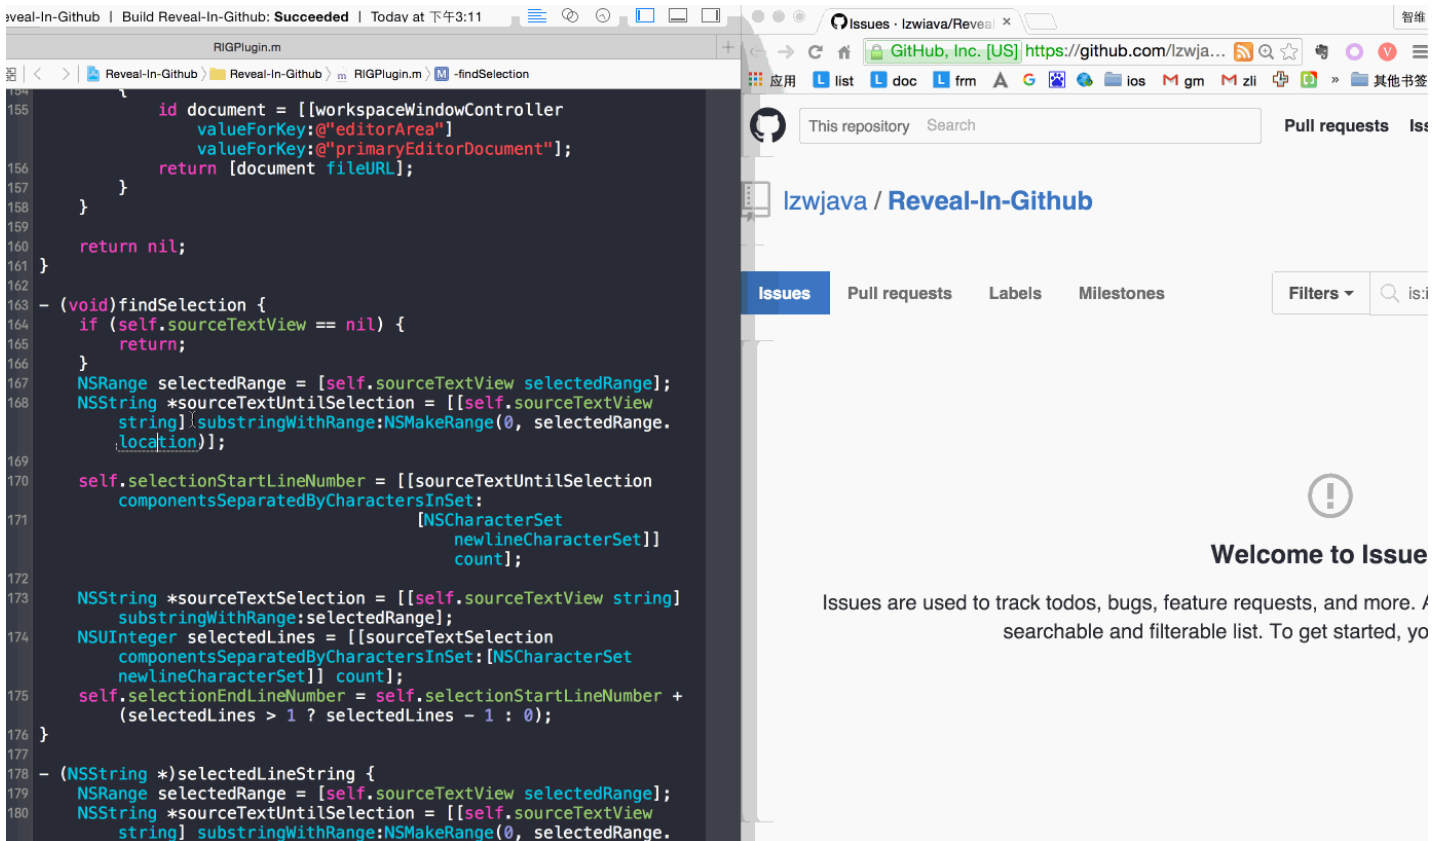 eveal-In-Github | Build Reveal-In-Github: Succeeded | Today at 下午3:11
RIGPlugin.m
Reveal-In-Github Reveal-In-Github m RIGPlugin.m M -findSelection
154 {
155 id document = [[workspaceWindowController
valueForKey:@"editorArea"]
valueForKey:@"primaryEditorDocument"];
156 return [document fileURL];
157 }
158 }
159
160 return nil;
161 }
162
163 - (void)findSelection {
164 if (self.sourceTextView == nil) {
165 return;
166 }
167 NSRange selectedRange = [self.sourceTextView selectedRange];
168 NSString *sourceTextUntilSelection = [[self.sourceTextView
string] substringWithRange:NSMakeRange(0, selectedRange.
location)];
169
170 self.selectionStartLineNumber = [[sourceTextUntilSelection
componentsSeparatedByCharactersInSet:
171 [NSCharacterSet
newlineCharacterSet]]
count];
172
173 NSString *sourceTextSelection = [[self.sourceTextView string]
substringWithRange:selectedRange];
174 NSUInteger selectedLines = [[sourceTextSelection
componentsSeparatedByCharactersInSet:[NSCharacterSet
newlineCharacterSet]] count];
175 self.selectionEndLineNumber = self.selectionStartLineNumber +
(selectedLines > 1 ? selectedLines - 1 : 0);
176 }
177
178 - (NSString *)selectedLineString {
179 NSRange selectedRange = [self.sourceTextView selectedRange];
180 NSString *sourceTextUntilSelection = [[self.sourceTextView
string] substringWithRange:NSMakeRange(0, selectedRange.
Issues · lzwjava/Reveal × 智维
GitHub, Inc. [US] https://github.com/lzwja...
应用 L list L doc L frm A G ios gm zli » 其他书签
This repository Search Pull requests Iss
lzwjava / Reveal-In-Github
Issues Pull requests Labels Milestones Filters is:i
Welcome to Issue
Issues are used to track todos, bugs, feature requests, and more. A
searchable and filterable list. To get started, yo